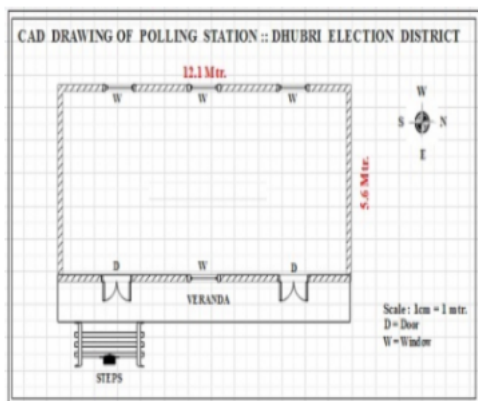 CAD DRAWING OF POLLING STATION :: DHUBRI ELECTION DISTRICT
12.1 Mtr.
W W W
W
S N
E
5.6 Mtr.
D W D
VERANDA
Scale : 1cm = 1 mtr.
D = Door
W = Window
STEPS